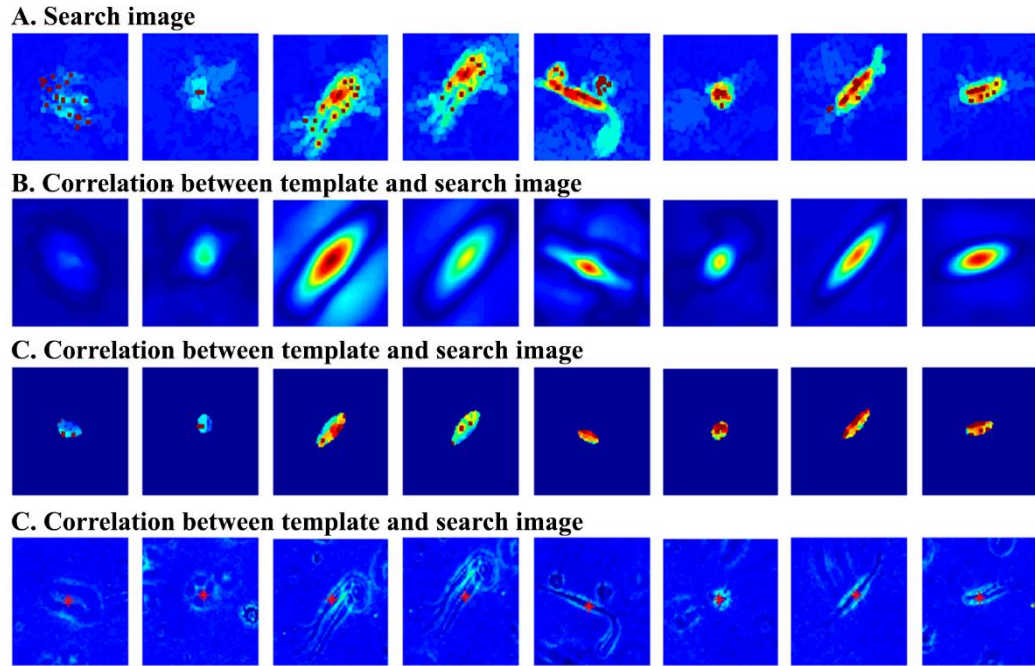 A. Search image
B. Correlation between template and search image
C. Correlation between template and search image
C. Correlation between template and search image